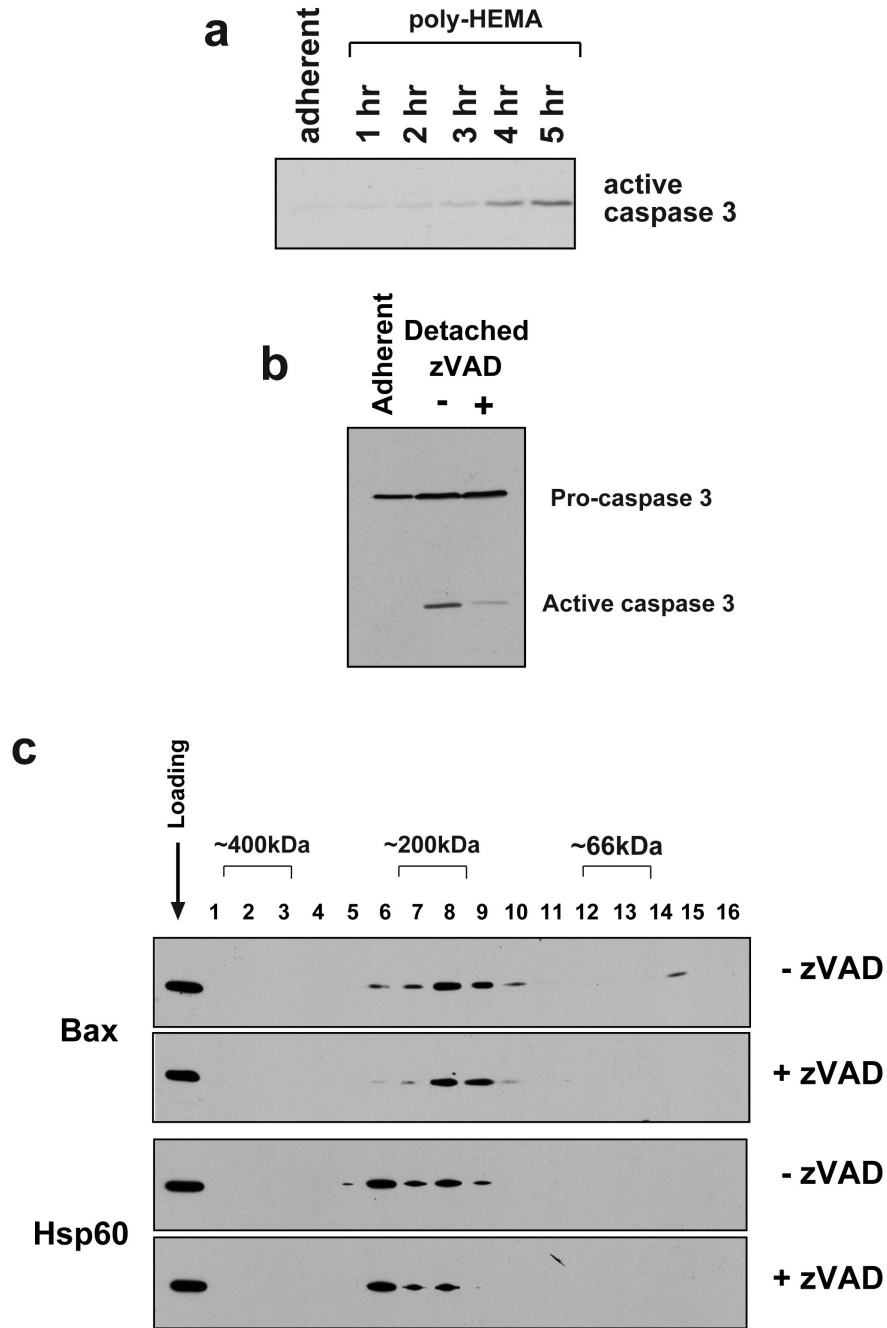 a
poly-HEMA
adherent
1 hr
2 hr
3 hr
4 hr
5 hr
active
caspase 3
b
Adherent
Detached
zVAD
- +
Pro-caspase 3
Active caspase 3
c
Loading
~400kDa ~200kDa ~66kDa
1 2 3 4 5 6 7 8 9 10 11 12 13 14 15 16
Bax
- zVAD
+ zVAD
Hsp60
- zVAD
+ zVAD